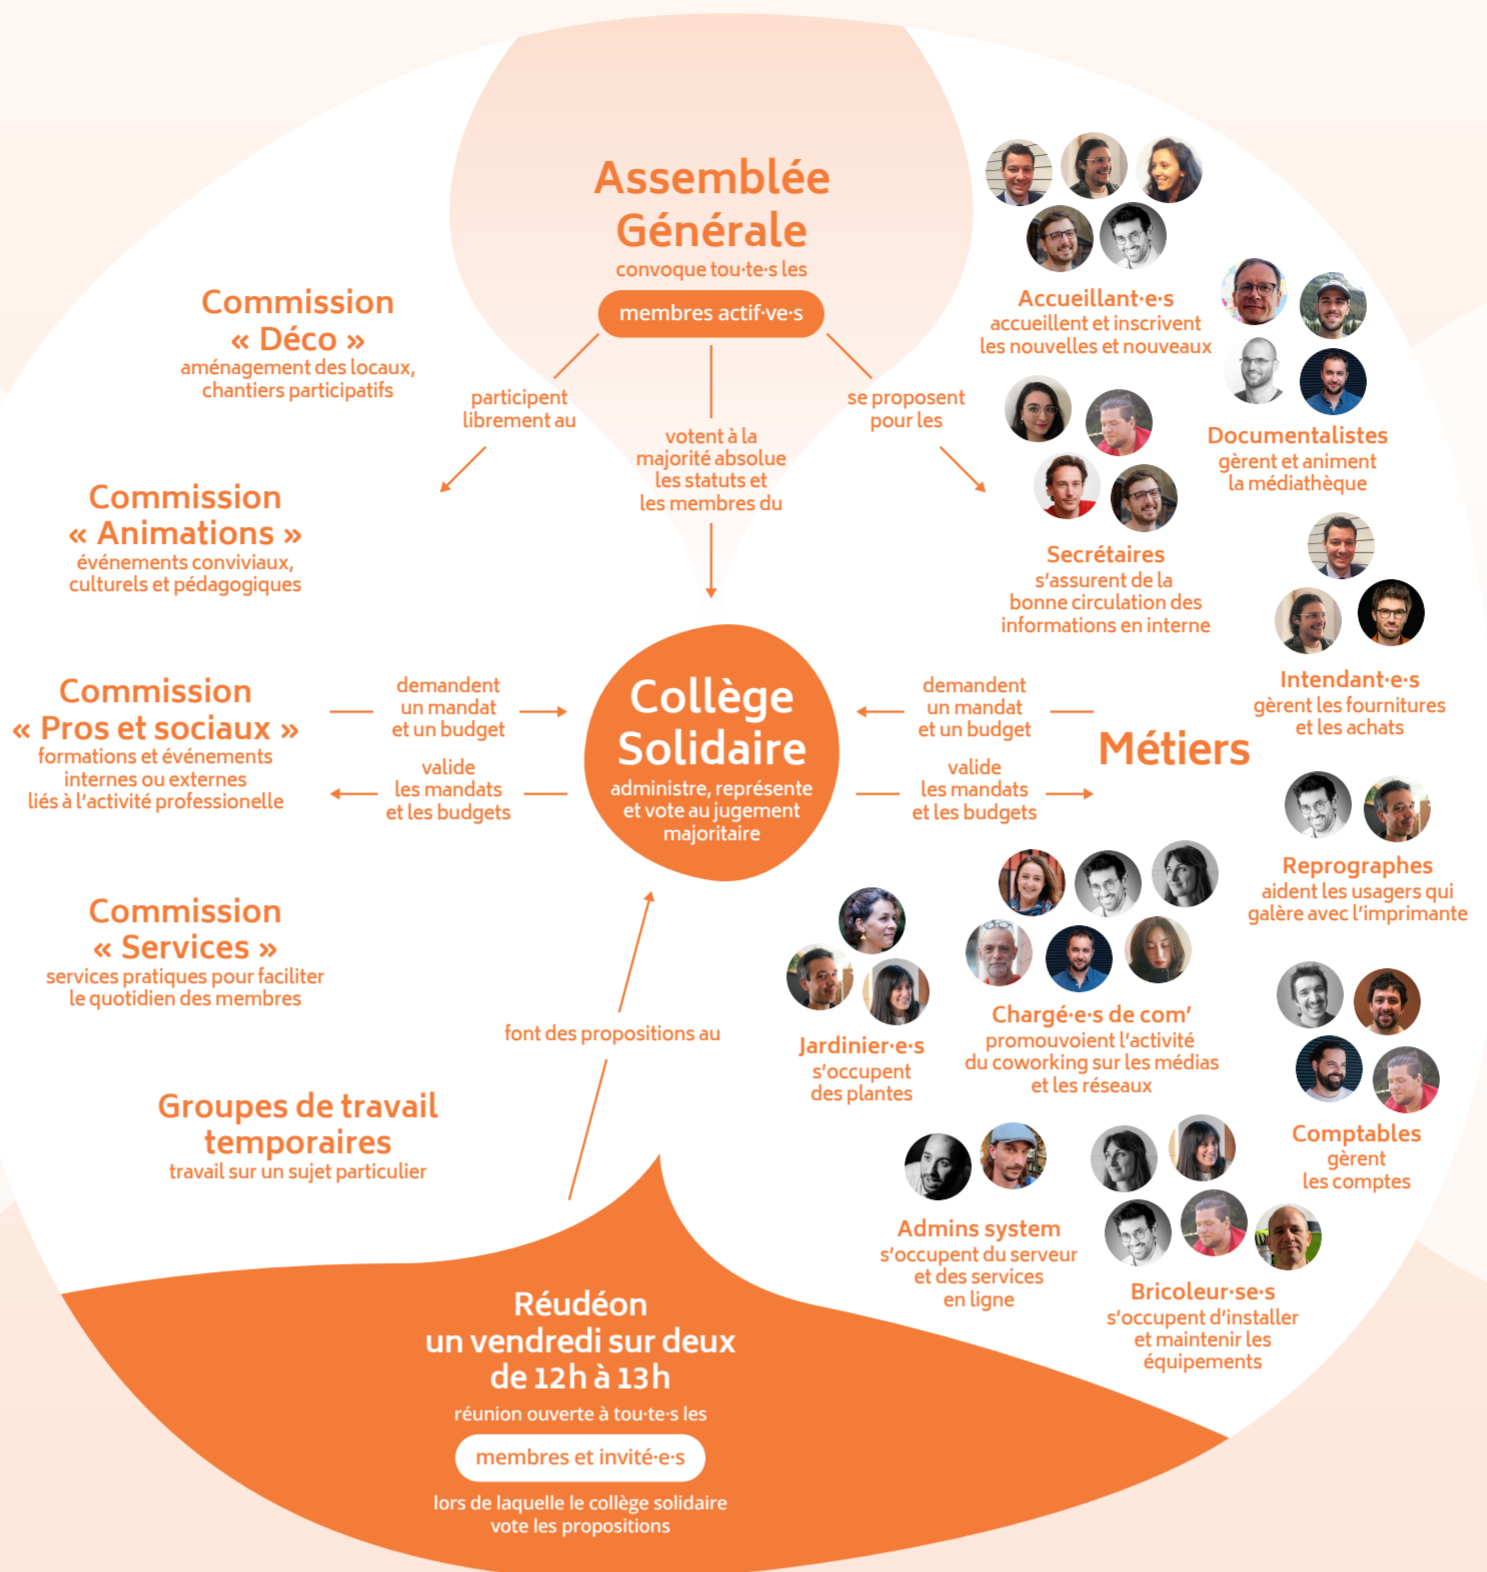 Assemblée
Générale
convoque tou·te·s les
membres actif·ve·s
participent
librement au
votent à la
majorité absolue
les statuts et
les membres du
se proposent
pour les
Commission
« Déco »
aménagement des locaux,
chantiers participatifs
Commission
« Animations »
événements conviviaux,
culturels et pédagogiques
Commission
« Pros et sociaux »
formations et événements
internes ou externes
liés à l'activité professionelle
Commission
« Services »
services pratiques pour faciliter
le quotidien des membres
Groupes de travail
temporaires
travail sur un sujet particulier
demandent
un mandat
et un budget
valide
les mandats
et les budgets
Collège
Solidaire
administre, représente
et vote au jugement
majoritaire
demandent
un mandat
et un budget
valide
les mandats
et les budgets
Métiers
Accueillant·e·s
accueillent et inscrivent
les nouvelles et nouveaux
Documentalistes
gèrent et animent
la médiathèque
Secrétaires
s'assurent de la
bonne circulation des
informations en interne
Intendant·e·s
gèrent les fournitures
et les achats
Reprographes
aident les usagers qui
galère avec l'imprimante
Chargé·e·s de com'
promouvoient l'activité
du coworking sur les médias
et les réseaux
Jardinier·e·s
s'occupent
des plantes
Comptables
gèrent
les comptes
Admins system
s'occupent du serveur
et des services
en ligne
Bricoleur·se·s
s'occupent d'installer
et maintenir les
équipements
font des propositions au
Réudéon
un vendredi sur deux
de 12h à 13h
réunion ouverte à tou·te·s les
membres et invité·e·s
lors de laquelle le collège solidaire
vote les propositions